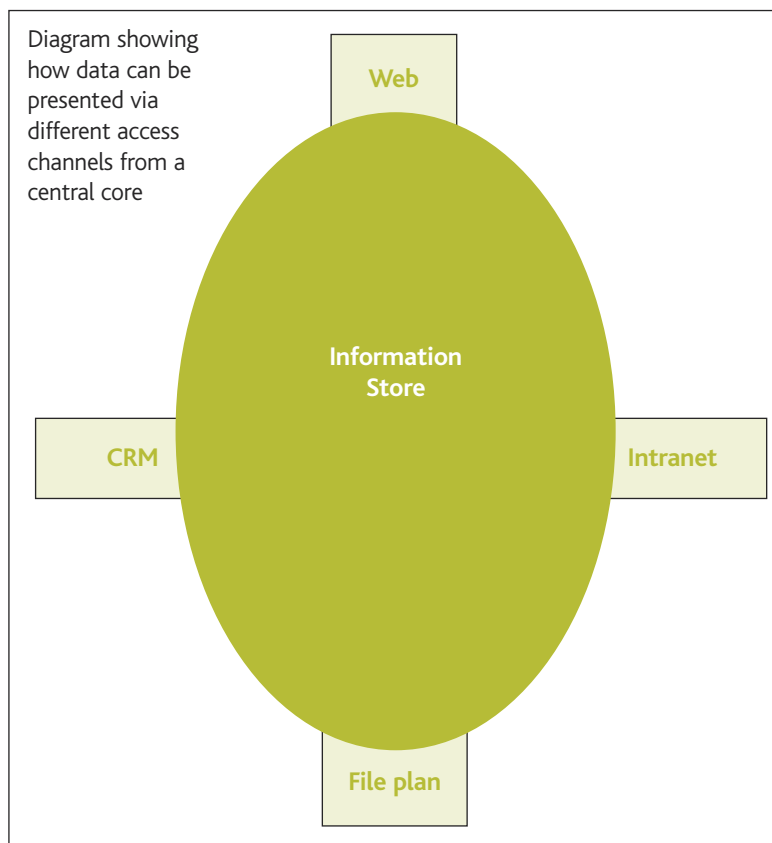 Diagram showing
how data can be
presented via
different access
channels from a
central core
Web
Information
Store
CRM
Intranet
File plan